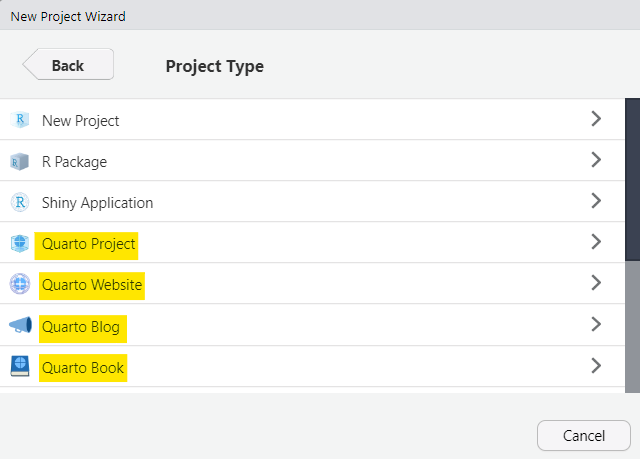 New Project Wizard
Back
Project Type
R New Project
R R Package
R Shiny Application
Quarto Project
Quarto Website
Quarto Blog
Quarto Book
Cancel